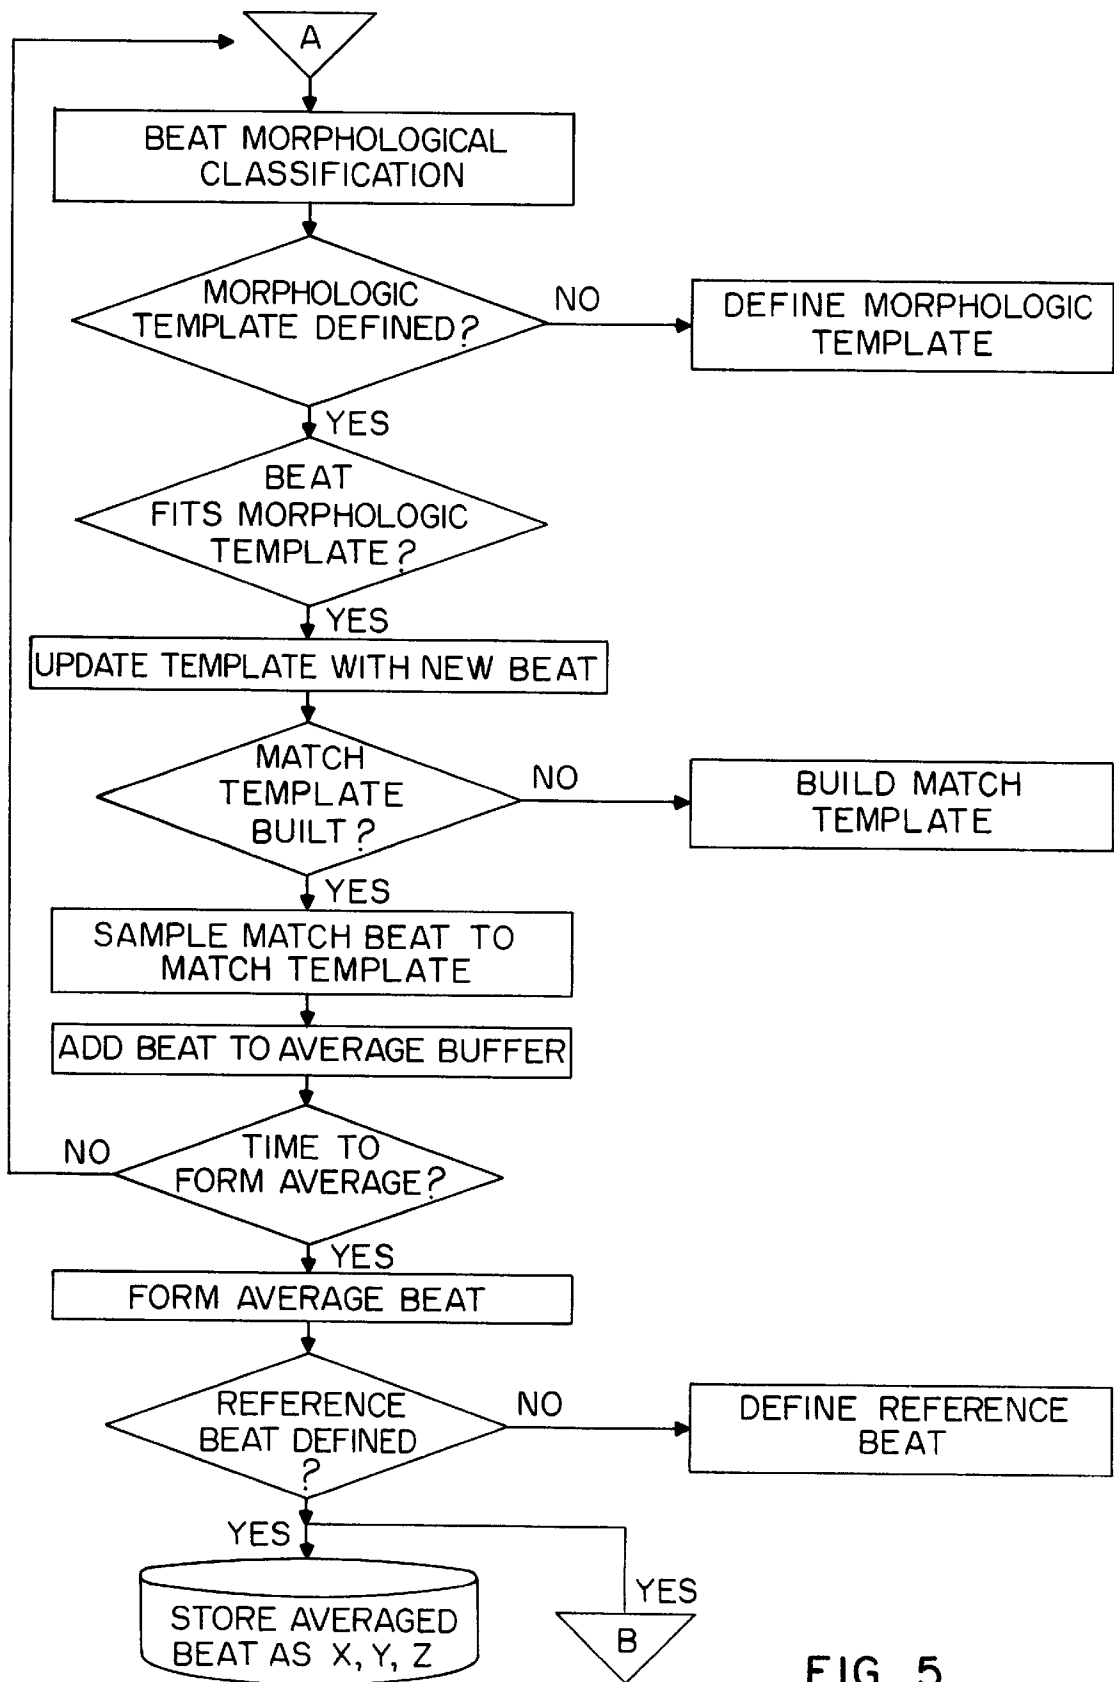 A
BEAT MORPHOLOGICAL
CLASSIFICATION
MORPHOLOGIC
TEMPLATE DEFINED?
NO
DEFINE MORPHOLOGIC
TEMPLATE
YES
BEAT
FITS MORPHOLOGIC
TEMPLATE?
YES
UPDATE TEMPLATE WITH NEW BEAT
MATCH
TEMPLATE
BUILT?
NO
BUILD MATCH
TEMPLATE
YES
SAMPLE MATCH BEAT TO
MATCH TEMPLATE
ADD BEAT TO AVERAGE BUFFER
NO
TIME TO
FORM AVERAGE?
YES
FORM AVERAGE BEAT
REFERENCE
BEAT DEFINED
?
NO
DEFINE REFERENCE
BEAT
YES
STORE AVERAGED
BEAT AS X, Y, Z
YES
B
FIG. 5